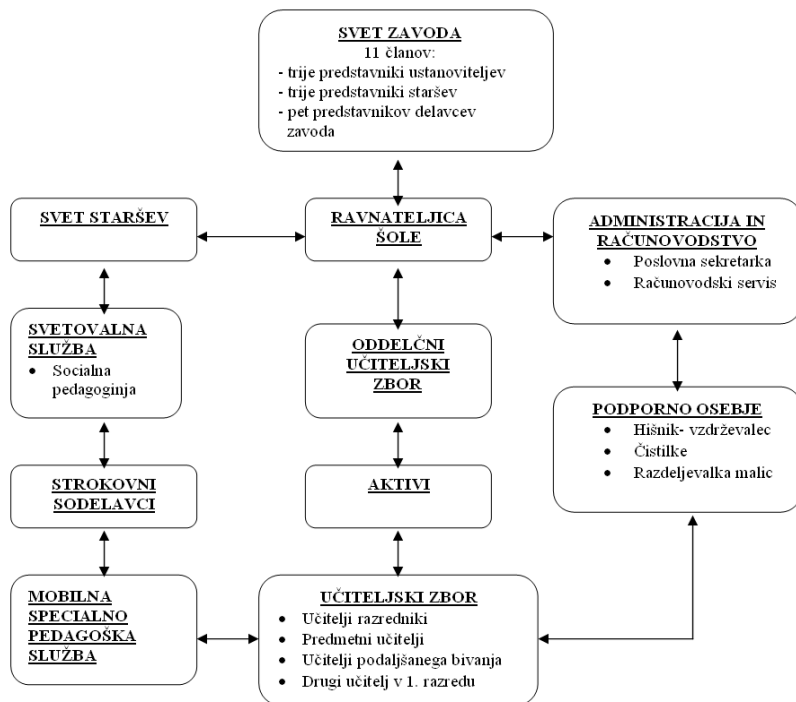 SVET ZAVODA
11 članov:
- trije predstavniki ustanoviteljev
- trije predstavniki staršev
- pet predstavnikov delavcev
zavoda
SVET STARŠEV
RAVNATELJICA
ŠOLE
ADMINISTRACIJA IN
RAČUNOVODSTVO
• Poslovna sekretarka
• Računovodski servis
SVETOVALNA
SLUŽBA
• Socialna
pedagoginja
ODDELČNI
UČITELJSKI
ZBOR
PODPORNO OSEBJE
• Hišnik- vzdrževalec
• Čistilke
• Razdeljevalka malic
STROKOVNI
SODELAVCI
AKTIVI
MOBILNA
SPECIALNO
PEDAGOŠKA
SLUŽBA
UČITELJSKI ZBOR
• Učitelji razredniki
• Predmetni učitelji
• Učitelji podaljšanega bivanja
• Drugi učitelj v 1. razredu